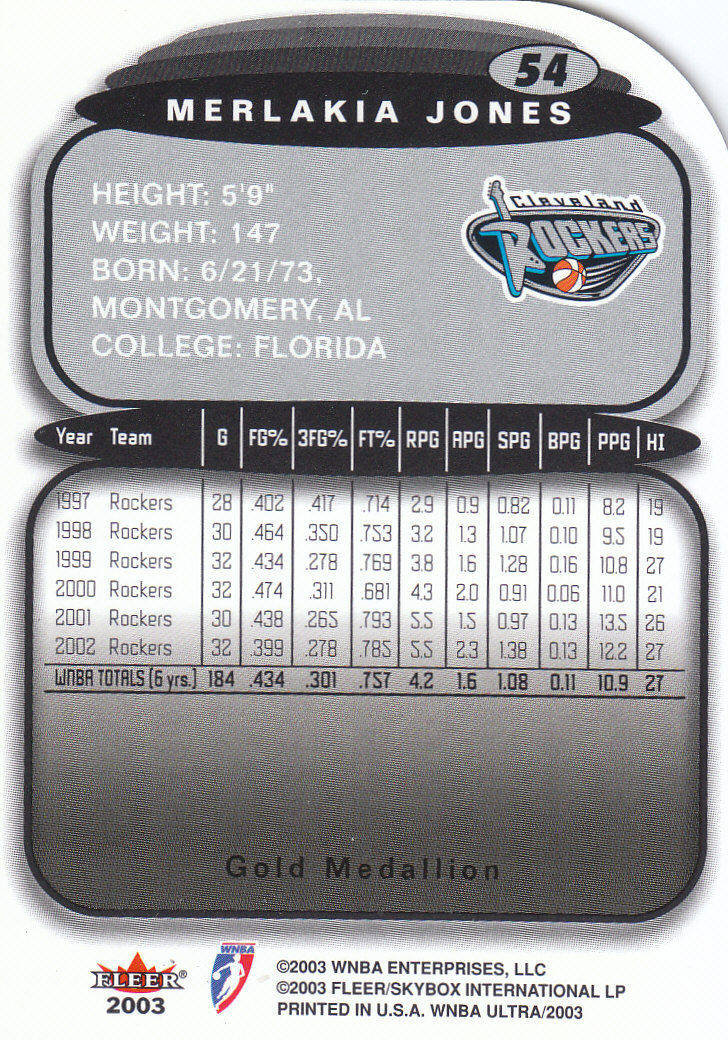 54
MERLAKIA JONES
HEIGHT: 5'9"
WEIGHT: 147
BORN: 6/21/73,
MONTGOMERY, AL
COLLEGE: FLORIDA
Cleveland
ROCKERS
Year Team G FG% 3FG% FT% RPG APG SPG BPG PPG HI
1997 Rockers 28 .402 .417 .714 2.9 0.9 0.82 0.11 8.2 19
1998 Rockers 30 .464 .350 .753 3.2 1.3 1.07 0.10 9.5 19
1999 Rockers 32 .434 .278 .769 3.8 1.6 1.28 0.16 10.8 27
2000 Rockers 32 .474 .311 .681 4.3 2.0 0.91 0.06 11.0 21
2001 Rockers 30 .438 .265 .793 5.5 1.5 0.97 0.13 13.5 26
2002 Rockers 32 .399 .278 .785 5.5 2.3 1.38 0.13 12.2 27
WNBA TOTALS (6 yrs.) 184 .434 .301 .757 4.2 1.6 1.08 0.11 10.9 27
Gold Medallion
FLEER®
2003
WNBA
©2003 WNBA ENTERPRISES, LLC
©2003 FLEER/SKYBOX INTERNATIONAL LP
PRINTED IN U.S.A. WNBA ULTRA/2003